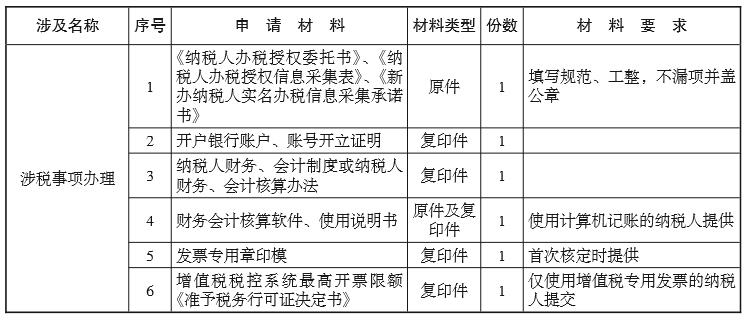 涉及名称 序号 申请材料 材料类型 份数 材料要求
涉税事项办理
1 《纳税人办税授权委托书》、《纳
税人办税授权信息采集表》、《新
办纳税人实名办税信息采集承诺
书》
原件 1 填写规范、工整，不漏项并盖
公章
2 开户银行账户、账号开立证明 复印件 1
3 纳税人财务、会计制度或纳税人
财务、会计核算办法
复印件 1
4 财务会计核算软件、使用说明书 原件及复
印件
1 使用计算机记账的纳税人提供
5 发票专用章印模 复印件 1 首次核定时提供
6 增值税税控系统最高开票限额
《准予税务行可证决定书》
复印件 1 仅使用增值税专用发票的纳税
人提交